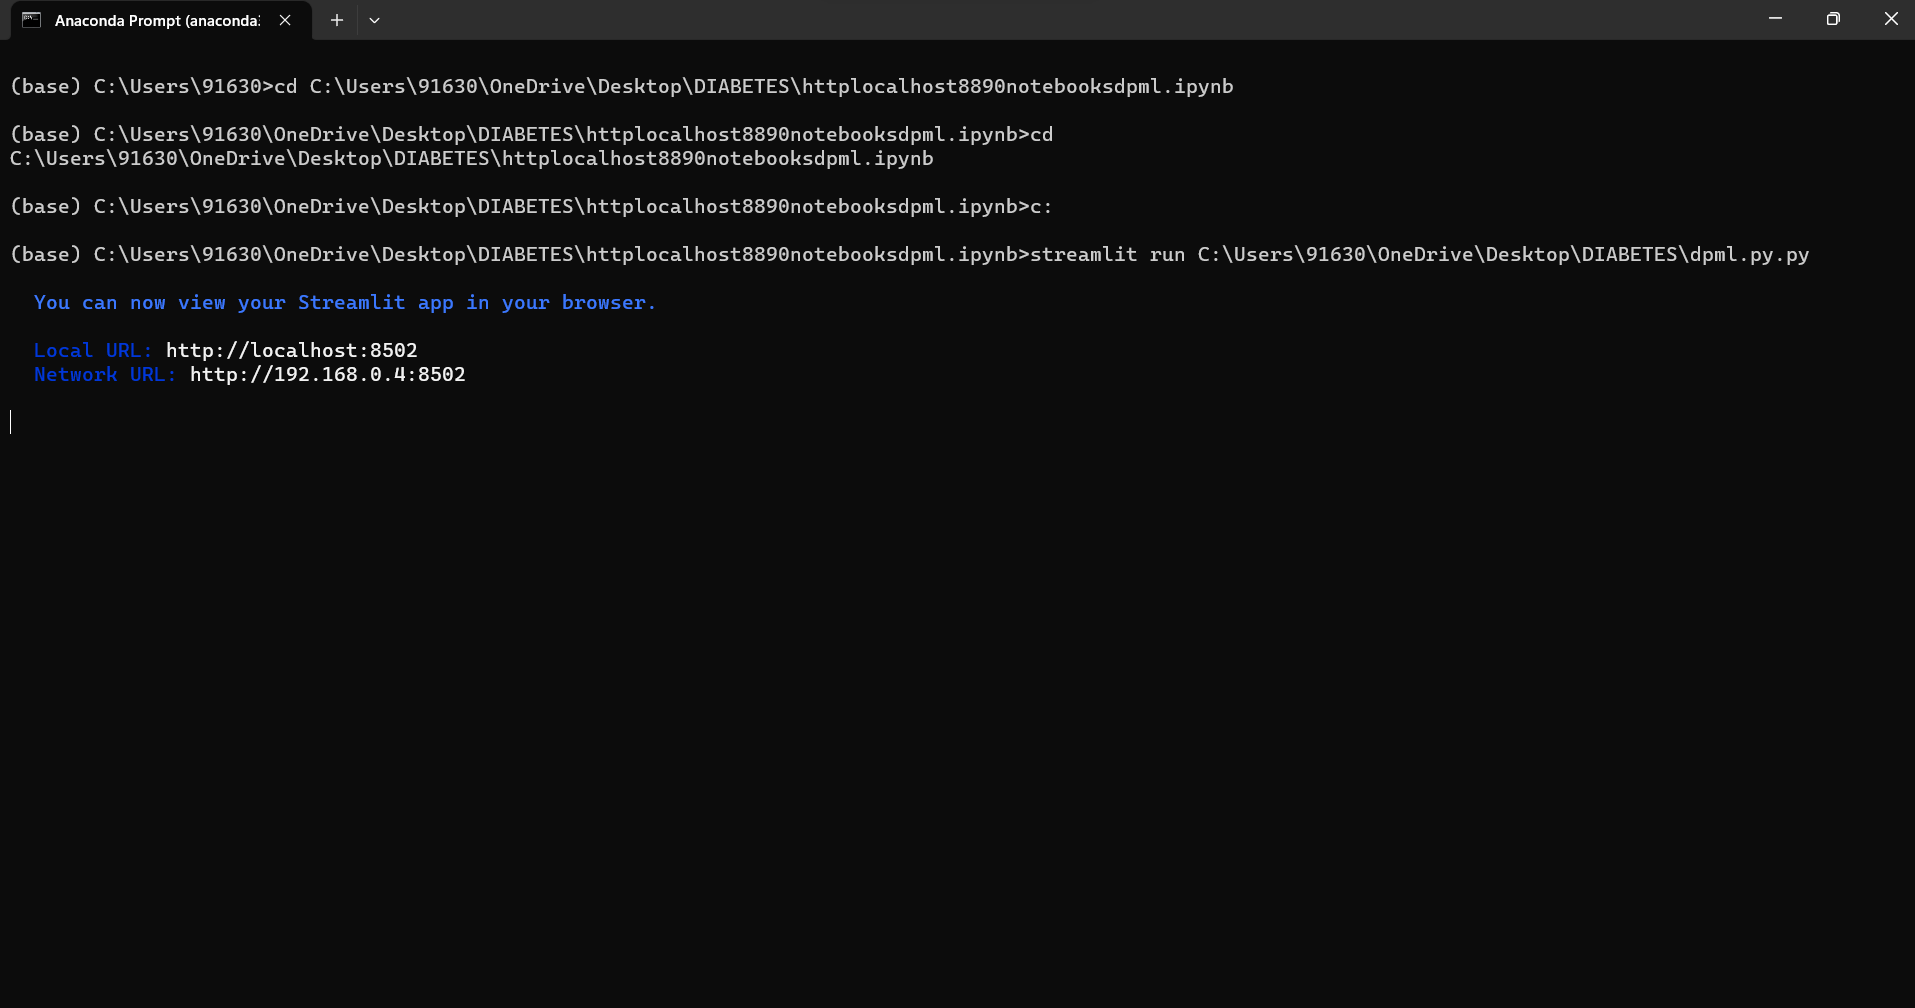 Anaconda Prompt (anaconda
(base) C:\Users\91630>cd C:\Users\91630\OneDrive\Desktop\DIABETES\httplocalhost8890notebooksdpml.ipynb
(base) C:\Users\91630\OneDrive\Desktop\DIABETES\httplocalhost8890notebooksdpml.ipynb>cd
C:\Users\91630\OneDrive\Desktop\DIABETES\httplocalhost8890notebooksdpml.ipynb
(base) C:\Users\91630\OneDrive\Desktop\DIABETES\httplocalhost8890notebooksdpml.ipynb>c:
(base) C:\Users\91630\OneDrive\Desktop\DIABETES\httplocalhost8890notebooksdpml.ipynb>streamlit run C:\Users\91630\OneDrive\Desktop\DIABETES\dpml.py.py
You can now view your Streamlit app in your browser.
Local URL: http://localhost:8502
Network URL: http://192.168.0.4:8502